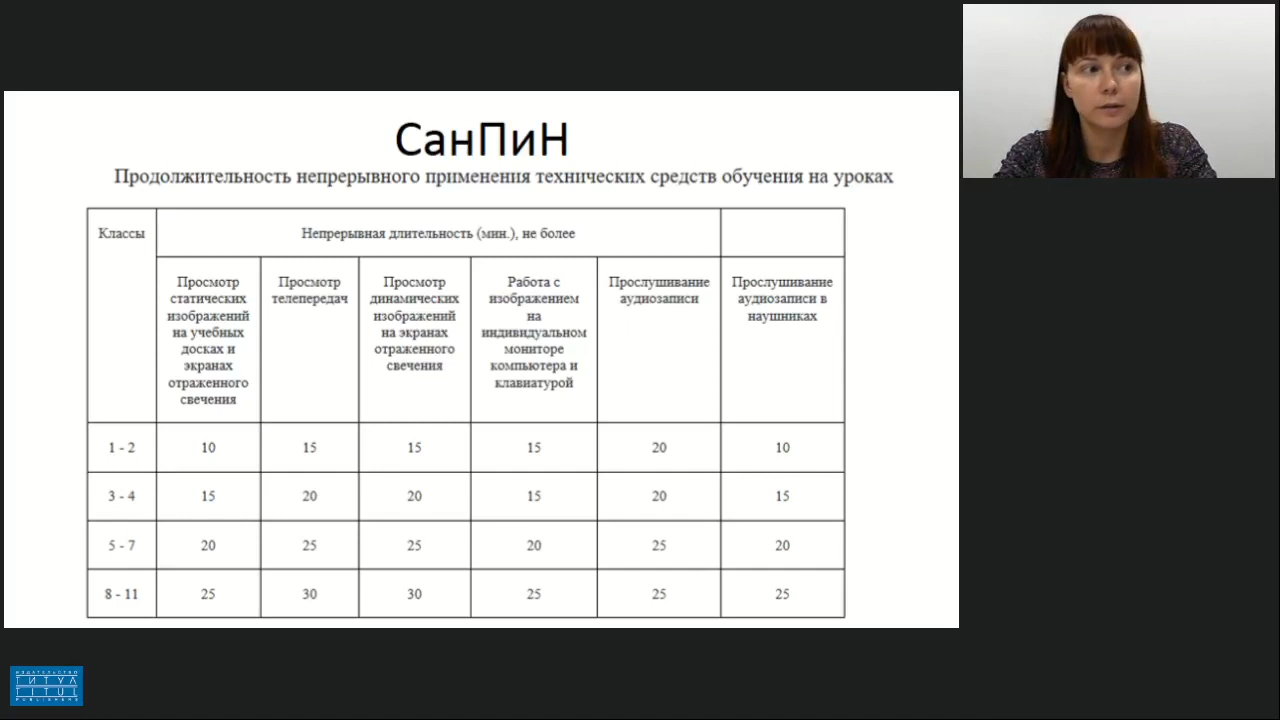 СанПиН
Продолжительность непрерывного применения технических средств обучения на уроках
Классы
Непрерывная длительность (мин.), не более
Просмотр
статических
изображений
на учебных
досках и
экранах
отраженного
свечения
Просмотр
телепередач
Просмотр
динамических
изображений
на экранах
отраженного
свечения
Работа с
изображением
на
индивидуальном
мониторе
компьютера и
клавиатурой
Прослушивание
аудиозаписи
Прослушивание
аудиозаписи в
наушниках
1 - 2 10 15 15 15 20 10
3 - 4 15 20 20 15 20 15
5 - 7 20 25 25 20 25 20
8 - 11 25 30 30 25 25 25
ИЗДАТЕЛЬСТВО
ТИТУЛ
TITUL
PUBLISHERS